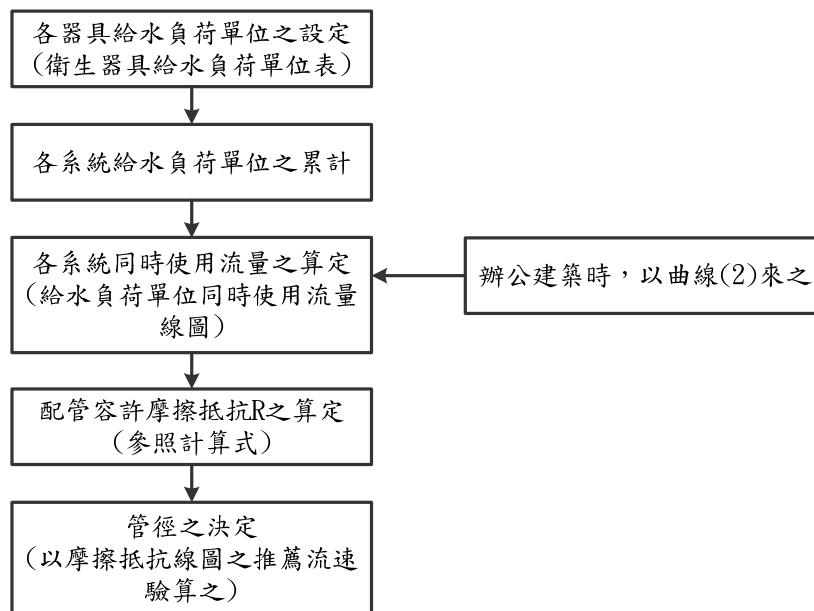 各器具給水負荷單位之設定
(衛生器具給水負荷單位表)
各系統給水負荷單位之累計
各系統同時使用流量之算定
(給水負荷單位同時使用流量
線圖)
辦公建築時，以曲線(2)來之
配管容許摩擦抵抗R之算定
(參照計算式)
管徑之決定
(以摩擦抵抗線圖之推薦流速
驗算之)